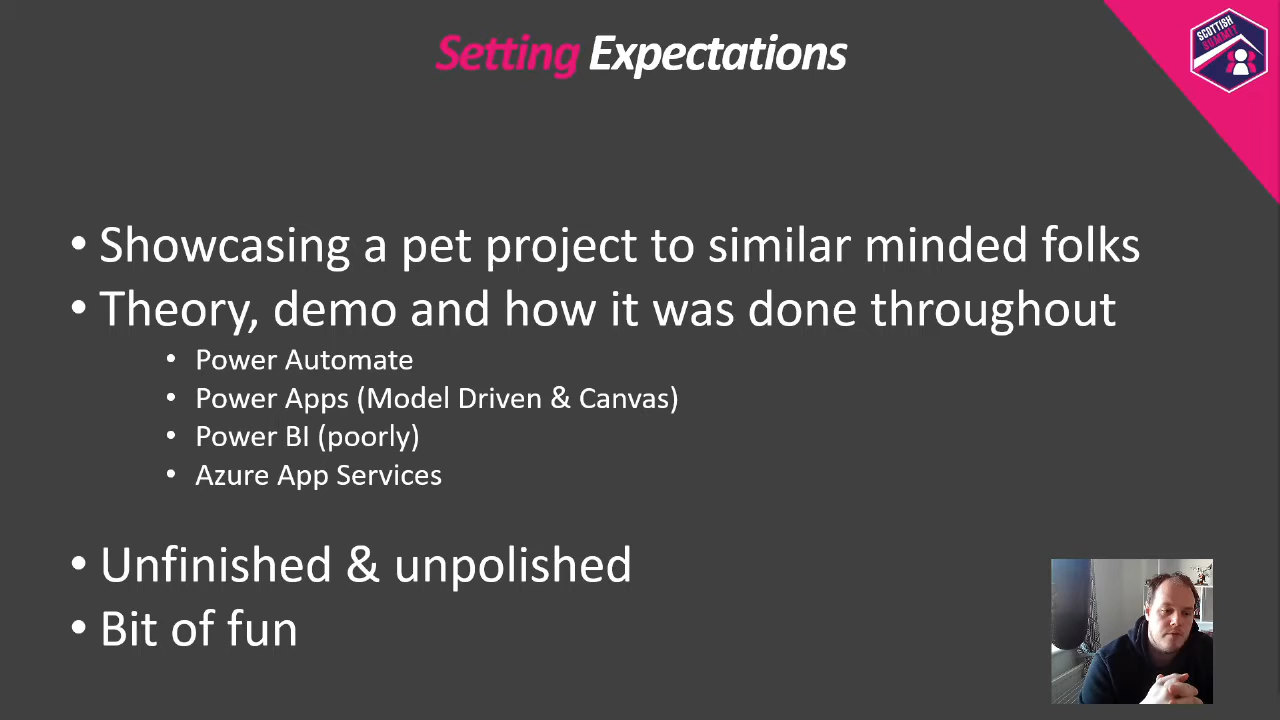 Setting Expectations
SCOTTISH
SUMMIT
• Showcasing a pet project to similar minded folks
• Theory, demo and how it was done throughout
• Power Automate
• Power Apps (Model Driven & Canvas)
• Power BI (poorly)
• Azure App Services
• Unfinished & unpolished
• Bit of fun